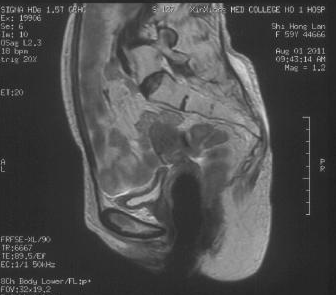 SIGNA HDe 1.5T
Ex: 19906
Se: 6
Im: 10
OSag L2.3
18 bpm
trig 20%
ET:20
MED COLLEGE NO 1 HOSP
Shi Hong Lan
F 59Y 44666
Aug 01 2011
09:43:14 AM
Mag = 1.2
A
L
P
R
FRFSE-XL/90
TR:6667
TE:89.5/Ef
EC:1/1 50kHz
8Ch Body Lower/FL:p+
FOV:32x19.2